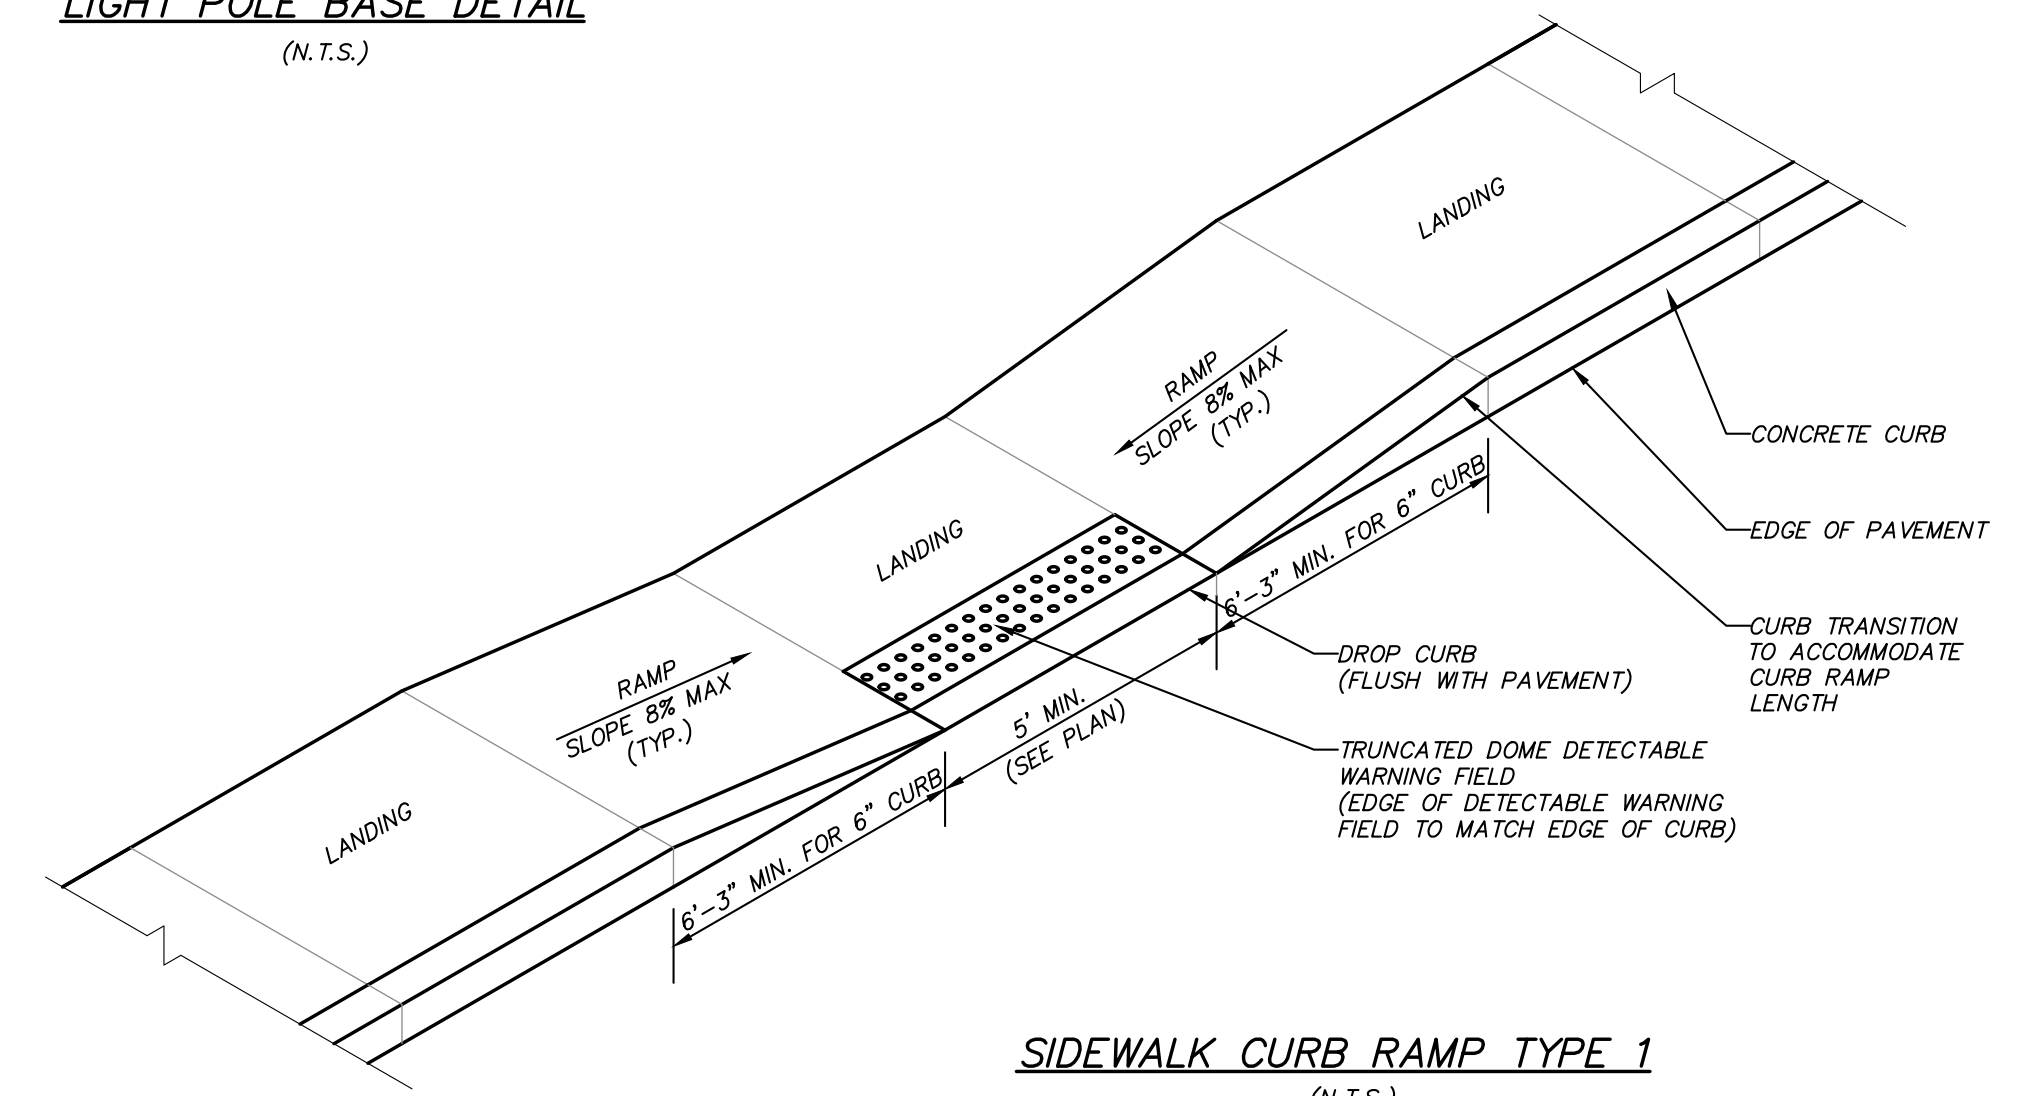 LIGHT POLE BASE DETAIL
(N.T.S.)
LANDING
RAMP
SLOPE 8% MAX
(TYP.)
LANDING
RAMP
SLOPE 8% MAX
(TYP.)
LANDING
6'-3" MIN. FOR 6" CURB
5' MIN.
(SEE PLAN)
6'-3" MIN. FOR 6" CURB
CONCRETE CURB
EDGE OF PAVEMENT
CURB TRANSITION
TO ACCOMMODATE
CURB RAMP
LENGTH
DROP CURB
(FLUSH WITH PAVEMENT)
TRUNCATED DOME DETECTABLE
WARNING FIELD
(EDGE OF DETECTABLE WARNING
FIELD TO MATCH EDGE OF CURB)
SIDEWALK CURB RAMP TYPE 1
(N.T.S.)